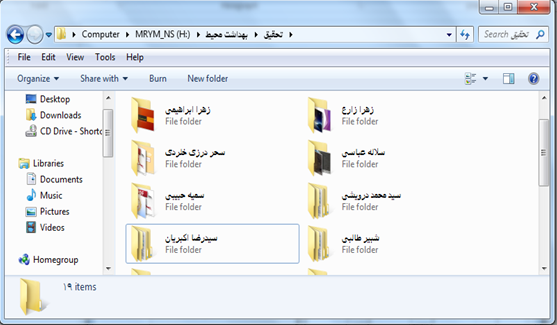 Computer ▸ MRYM_NS (H:) ▸ بهداشت محیط ▸ تحقیق ▸
Search تحقیق
File Edit View Tools Help
Organize Share with Burn New folder
Desktop
Downloads
CD Drive - Shortc
Libraries
Documents
Music
Pictures
Videos
Homegroup
زهرا ابراهیمی
File folder
زهرا زارع
File folder
سحر درزی خلردی
File folder
سلاله عباسی
File folder
سمیه حبیبی
File folder
سید محمد درویشی
File folder
سیدرضا اکبریان
File folder
شبیر طالبی
File folder
۱۹ items